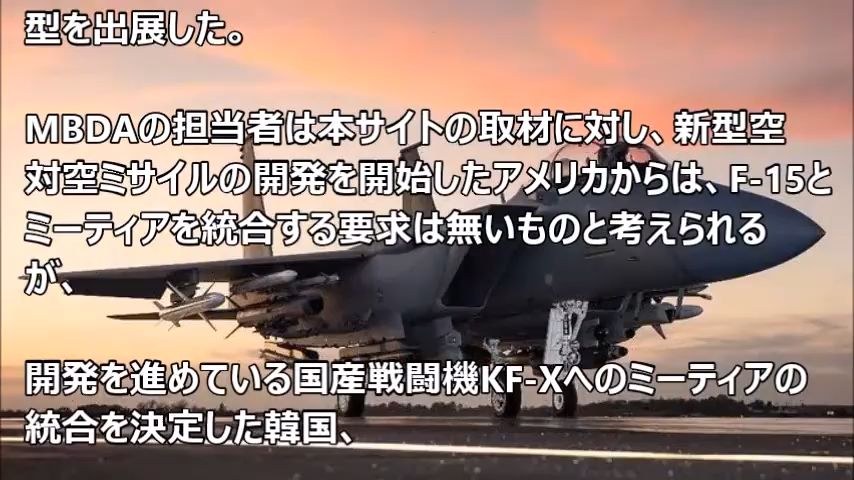 型を出展した。
MBDAの担当者は本サイトの取材に対し、新型空
対空ミサイルの開発を開始したアメリカからは、F-15と
ミーティアを統合する要求は無いものと考えられる
が、
開発を進めている国産戦闘機KF-Xへのミーティアの
統合を決定した韓国、